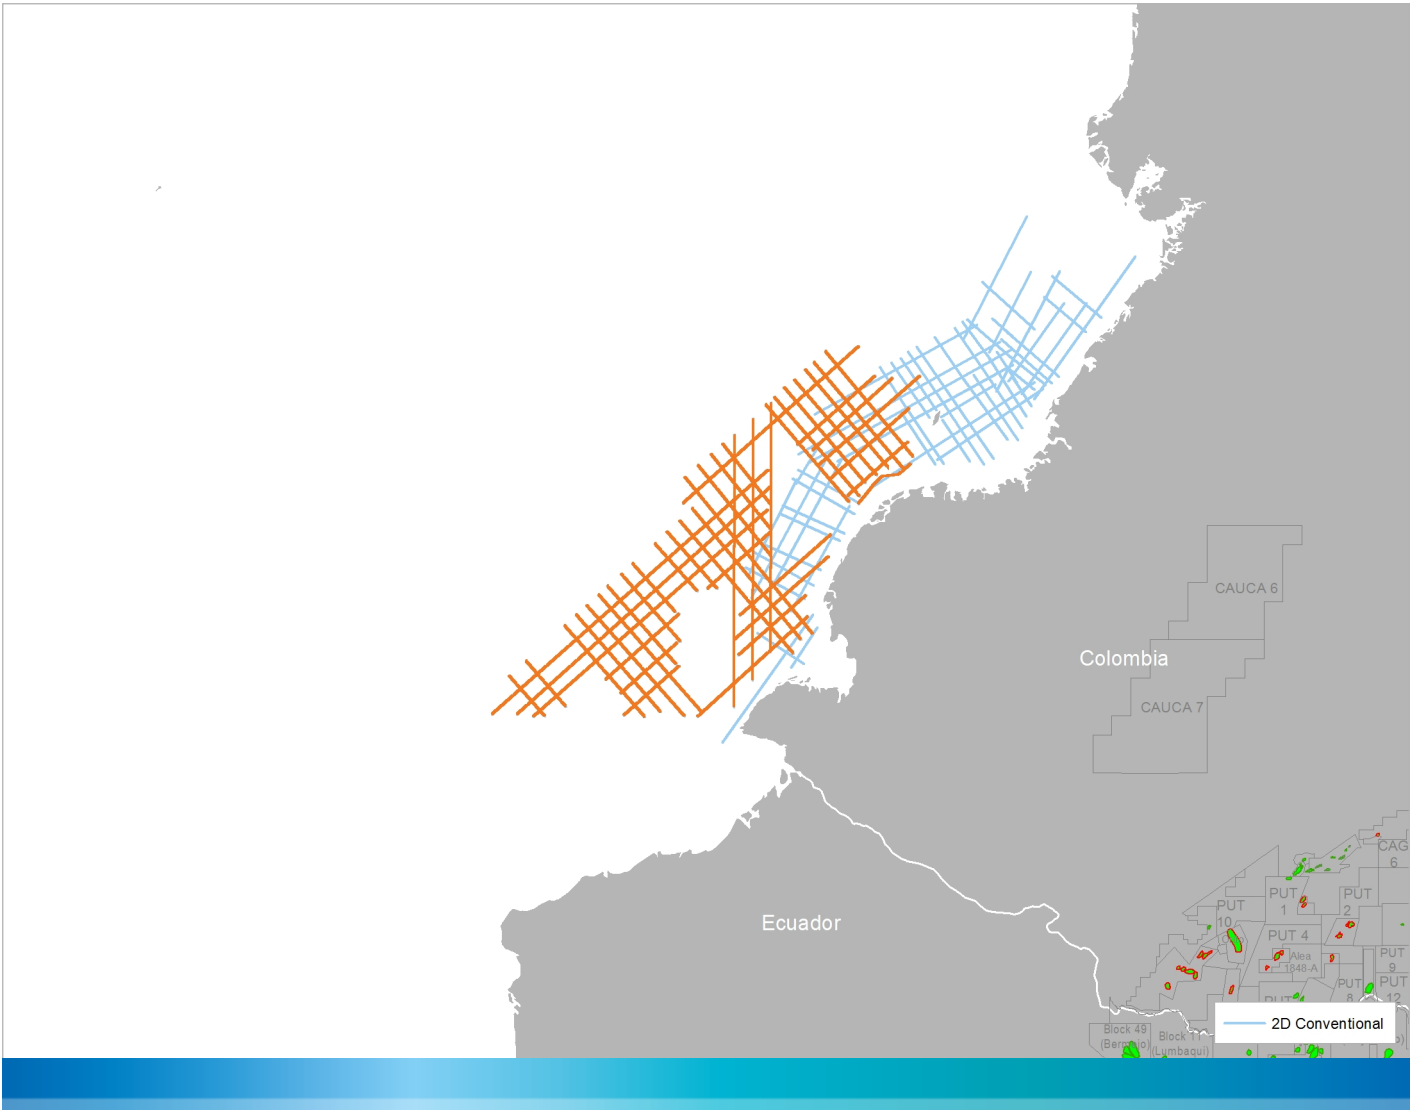 CAUCA 6
Colombia
CAUCA 7
CAG
6
PUT
1
PUT
2
PUT
10
Ecuador
PUT 4
Alea
1848-A
PUT
9
PUT
8
PUT
12
PUT
2D Conventional
Block 49
(Bermejo)
Block 11
(Lumbaqui)